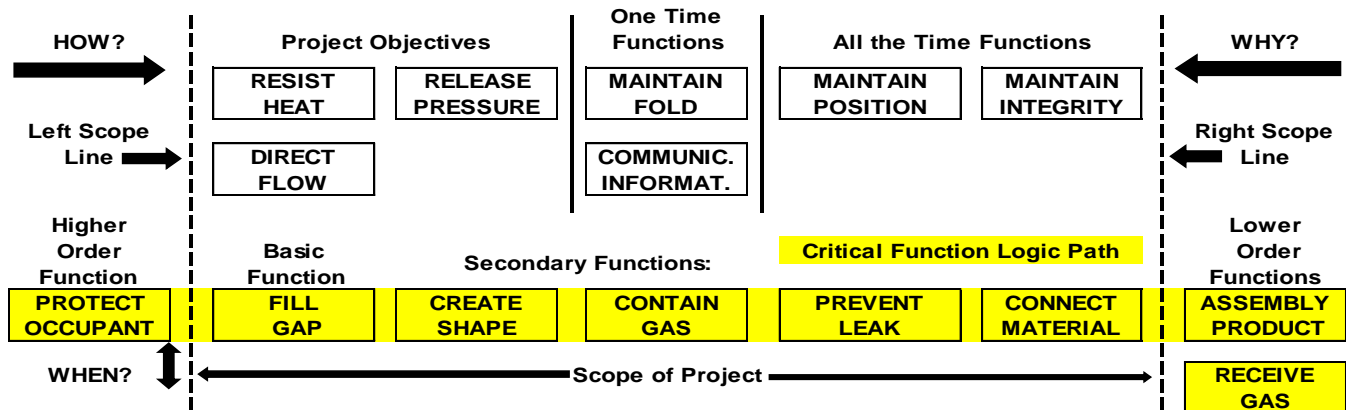 HOW?
Project Objectives
One Time
Functions
All the Time Functions
WHY?
RESIST
HEAT
RELEASE
PRESSURE
MAINTAIN
FOLD
MAINTAIN
POSITION
MAINTAIN
INTEGRITY
Left Scope
Line
DIRECT
FLOW
COMMUNIC.
INFORMAT.
Right Scope
Line
Higher
Order
Function
Basic
Function
Secondary Functions:
Critical Function Logic Path
Lower
Order
Functions
PROTECT
OCCUPANT
FILL
GAP
CREATE
SHAPE
CONTAIN
GAS
PREVENT
LEAK
CONNECT
MATERIAL
ASSEMBLY
PRODUCT
WHEN?
Scope of Project
RECEIVE
GAS